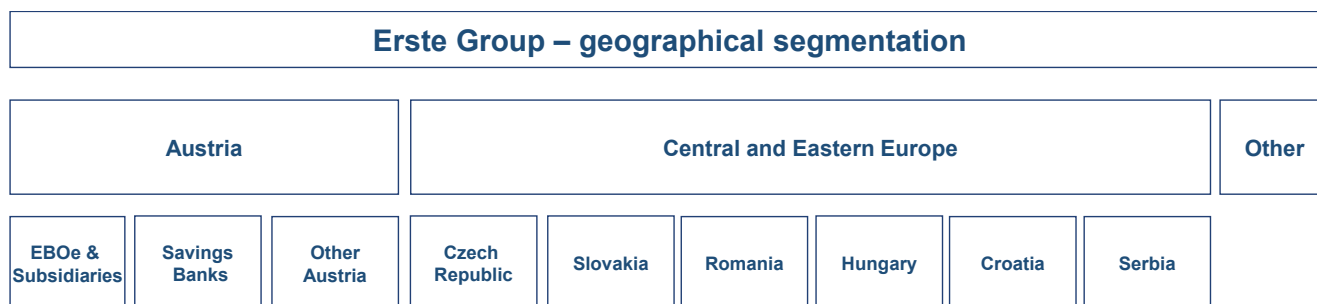 Erste Group – geographical segmentation
Austria
Central and Eastern Europe
Other
EBOe &
Subsidiaries
Savings
Banks
Other
Austria
Czech
Republic
Slovakia
Romania
Hungary
Croatia
Serbia